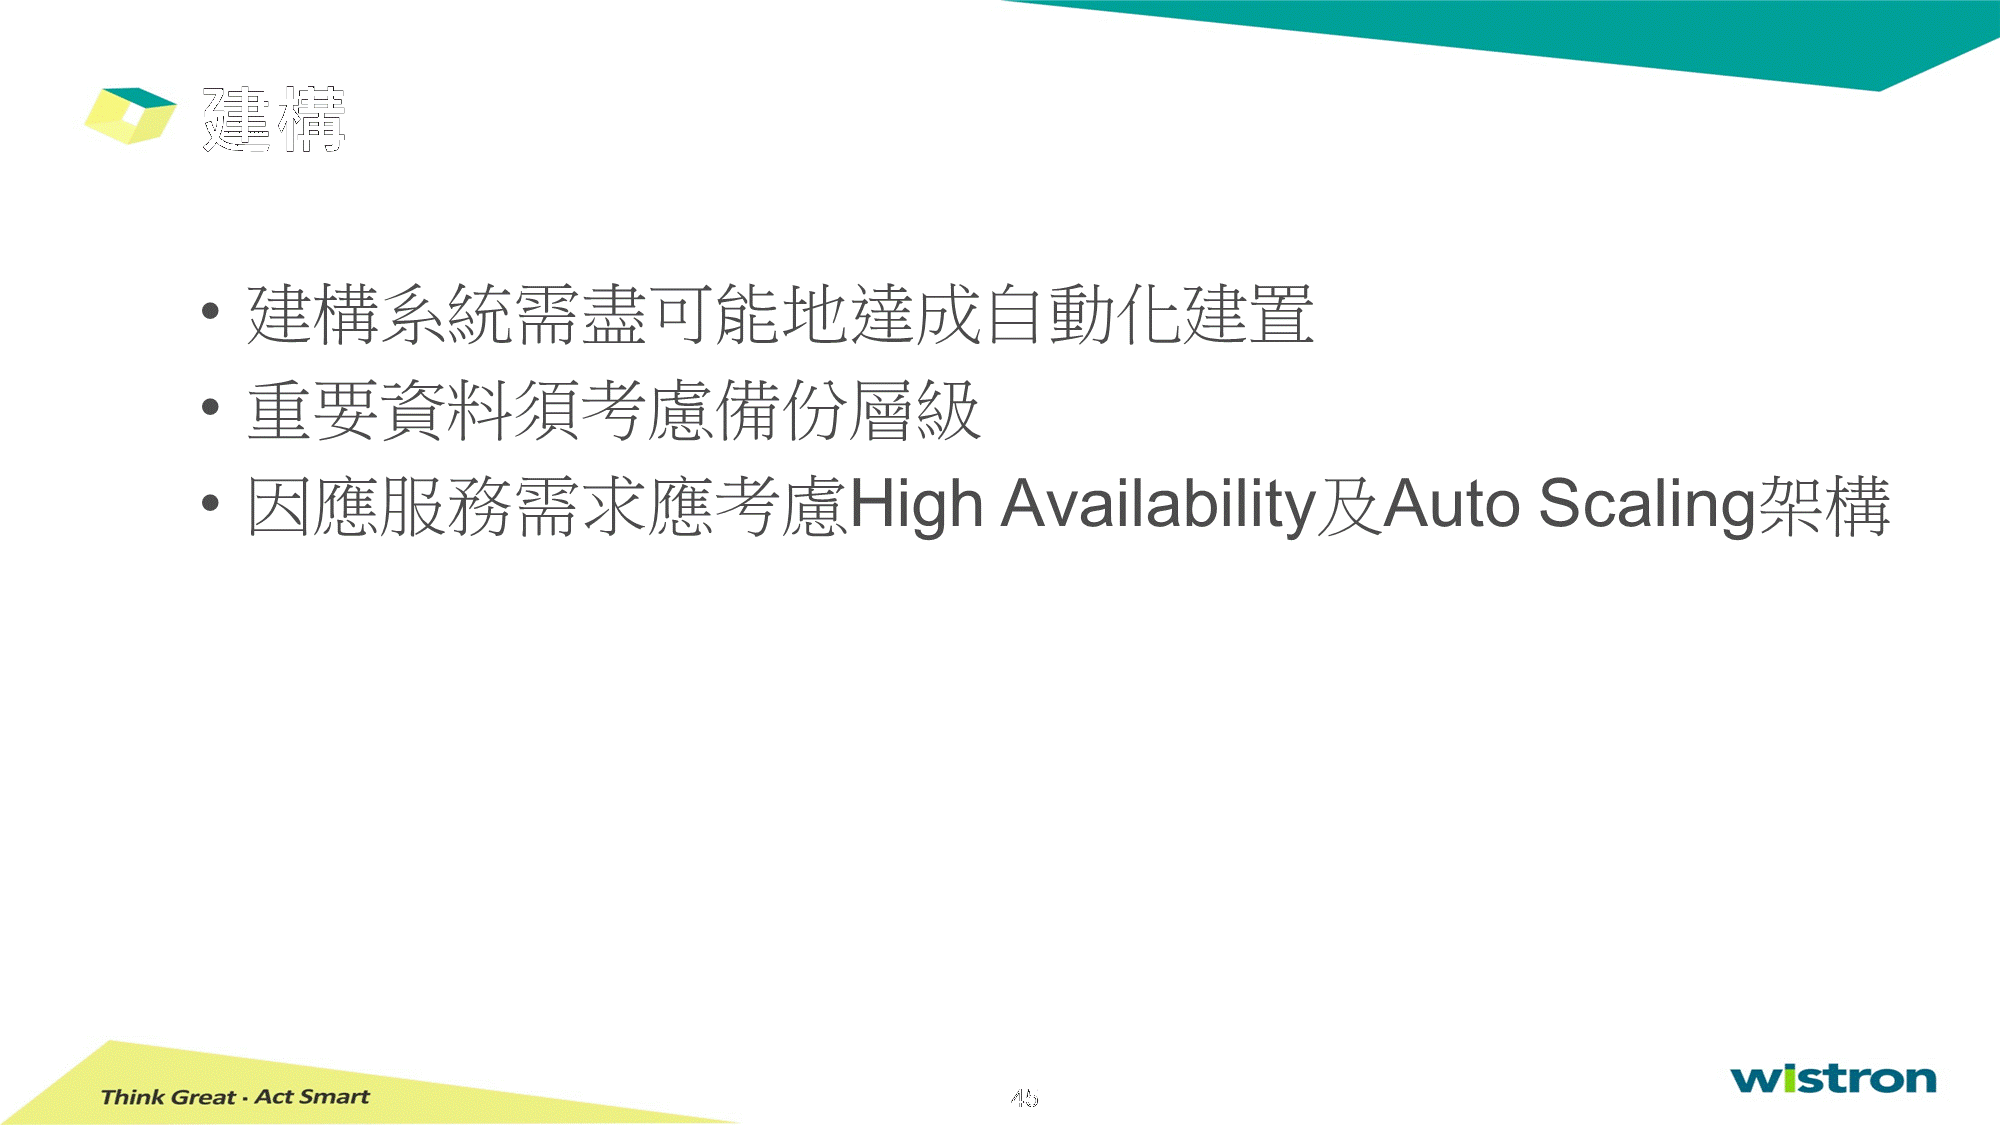 建構
• 建構系統需盡可能地達成自動化建置
• 重要資料須考慮備份層級
• 因應服務需求應考慮High Availability及Auto Scaling架構
Think Great · Act Smart
45
wistron